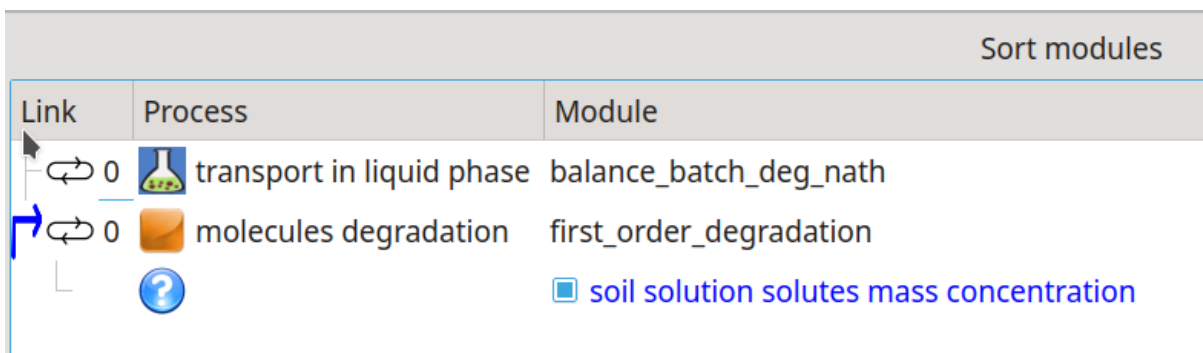 Sort modules
Link Process Module
0 transport in liquid phase balance_batch_deg_nath
0 molecules degradation first_order_degradation
? soil solution solutes mass concentration